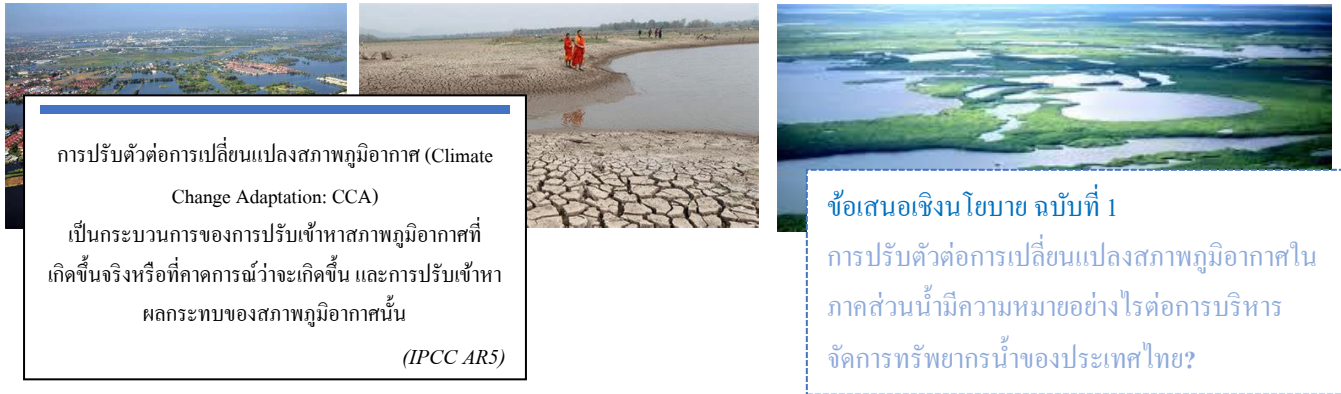 การปรับตัวต่อการเปลี่ยนแปลงสภาพภูมิอากาศ (Climate
Change Adaptation: CCA)
เป็นกระบวนการของการปรับเข้าหาสภาพภูมิอากาศที่
เกิดขึ้นจริงหรือที่คาดการณ์ว่าจะเกิดขึ้น และการปรับเข้าหา
ผลกระทบของสภาพภูมิอากาศนั้น
(IPCC AR5)
ข้อเสนอเชิงนโยบาย ฉบับที่ 1
การปรับตัวต่อการเปลี่ยนแปลงสภาพภูมิอากาศใน
ภาคส่วนน้ำมีความหมายอย่างไรต่อการบริหาร
จัดการทรัพยากรน้ำของประเทศไทย?